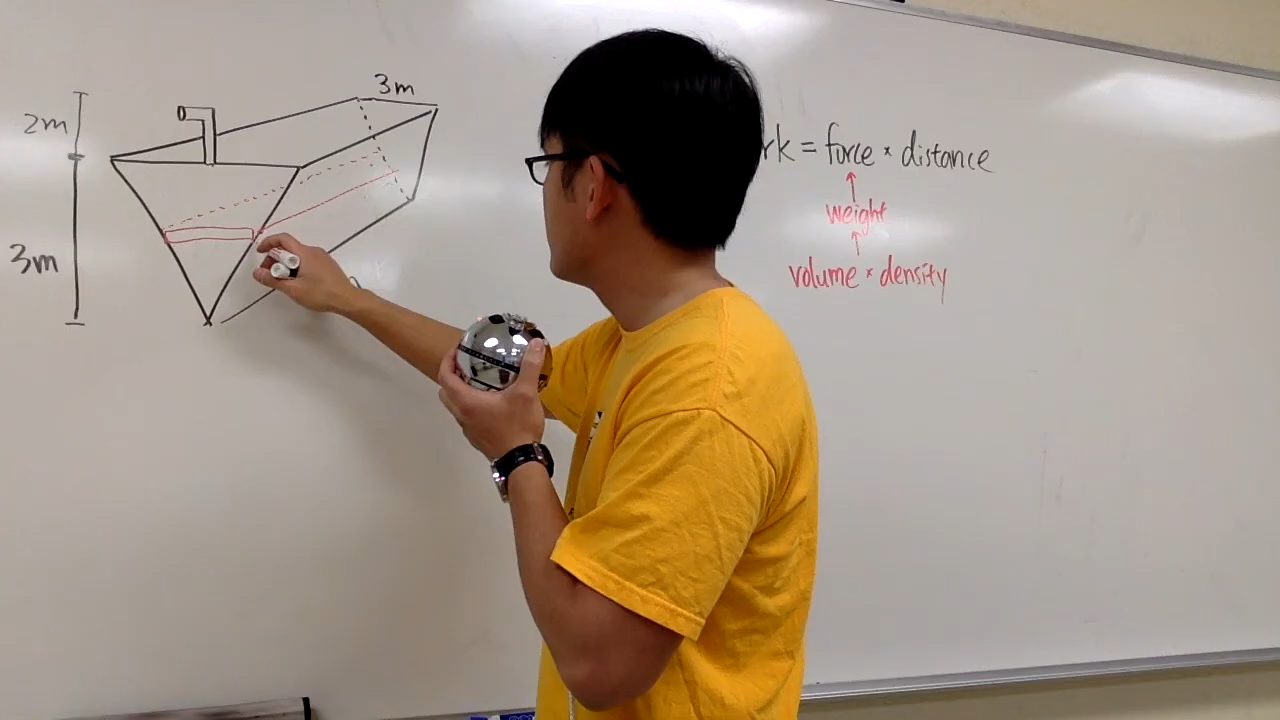 3m
2m
3m
rk = force × distance
weight
volume × density